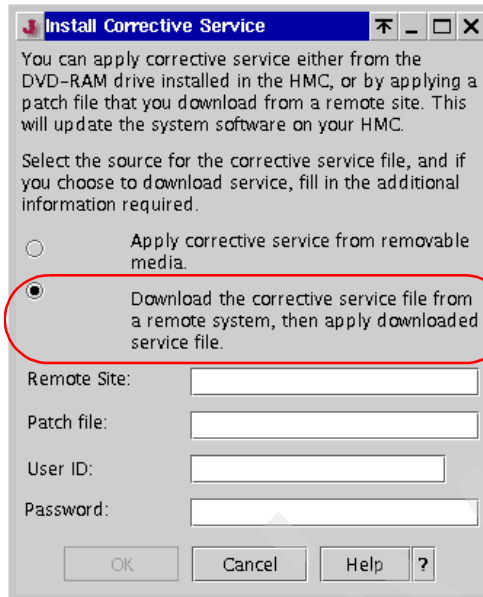 Install Corrective Service
You can apply corrective service either from the
DVD-RAM drive installed in the HMC, or by applying a
patch file that you download from a remote site. This
will update the system software on your HMC.
Select the source for the corrective service file, and if
you choose to download service, fill in the additional
information required.
Apply corrective service from removable
media.
Download the corrective service file from
a remote system, then apply downloaded
service file.
Remote Site:
Patch file:
User ID:
Password:
OK Cancel Help ?